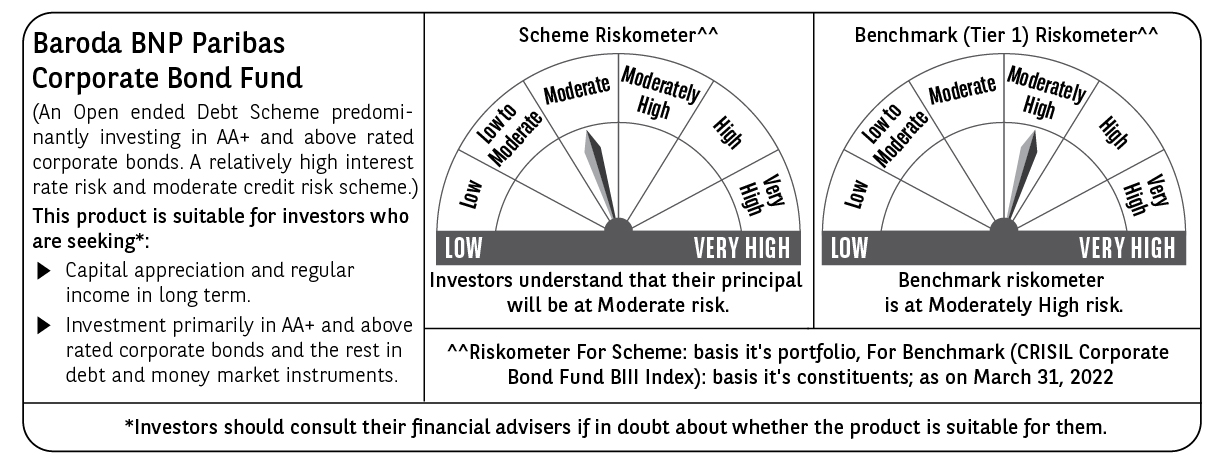 Baroda BNP Paribas
Corporate Bond Fund
(An Open ended Debt Scheme predomi-
nantly investing in AA+ and above rated
corporate bonds. A relatively high interest
rate risk and moderate credit risk scheme.)
This product is suitable for investors who
are seeking*:
▶ Capital appreciation and regular
income in long term.
▶ Investment primarily in AA+ and above
rated corporate bonds and the rest in
debt and money market instruments.
Scheme Riskometer^^
Low
Low to
Moderate
Moderate
Moderately
High
High
Very
High
LOW
VERY HIGH
Investors understand that their principal
will be at Moderate risk.
Benchmark (Tier 1) Riskometer^^
Low
Low to
Moderate
Moderate
Moderately
High
High
Very
High
LOW
VERY HIGH
Benchmark riskometer
is at Moderately High risk.
^^Riskometer For Scheme: basis it's portfolio, For Benchmark (CRISIL Corporate
Bond Fund BIII Index): basis it's constituents; as on March 31, 2022
*Investors should consult their financial advisers if in doubt about whether the product is suitable for them.